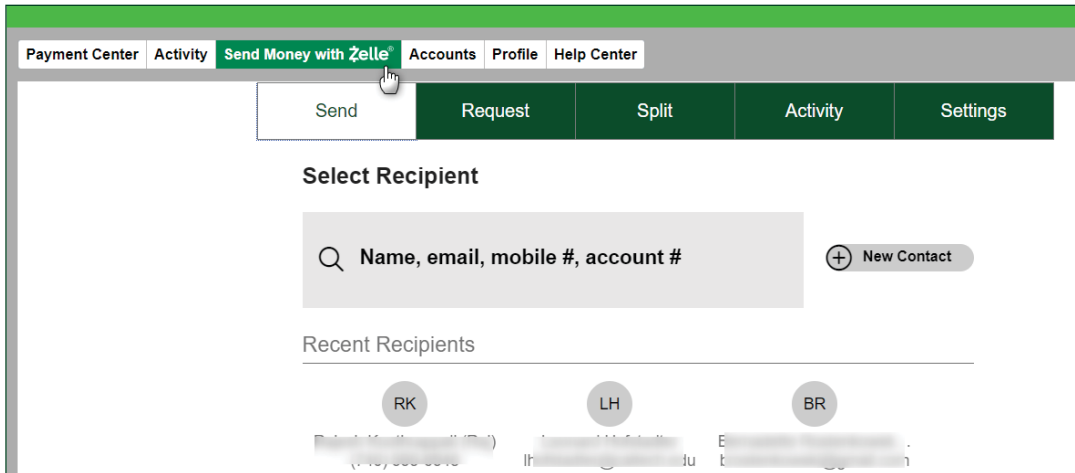 Payment Center Activity Send Money with Zelle® Accounts Profile Help Center
Send Request Split Activity Settings
Select Recipient
Name, email, mobile #, account #
New Contact
Recent Recipients
RK LH BR